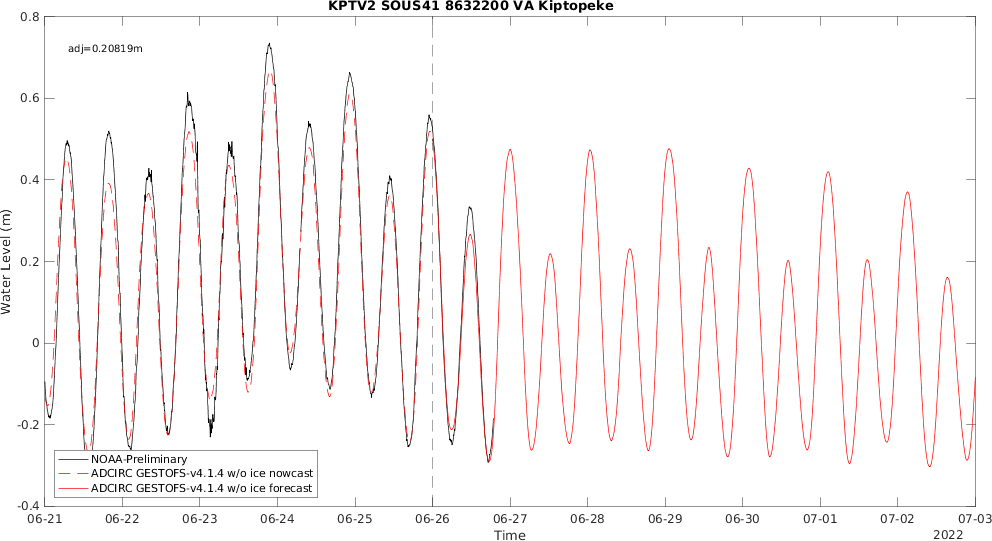 KPTV2 SOUS41 8632200 VA Kiptopeke
adj=0.20819m
0.8
0.6
0.4
0.2
0
-0.2
-0.4
Water Level (m)
NOAA-Preliminary
ADCIRC GESTOFS-v4.1.4 w/o ice nowcast
ADCIRC GESTOFS-v4.1.4 w/o ice forecast
06-21 06-22 06-23 06-24 06-25 06-26 06-27 06-28 06-29 06-30 07-01 07-02 07-03
Time
2022